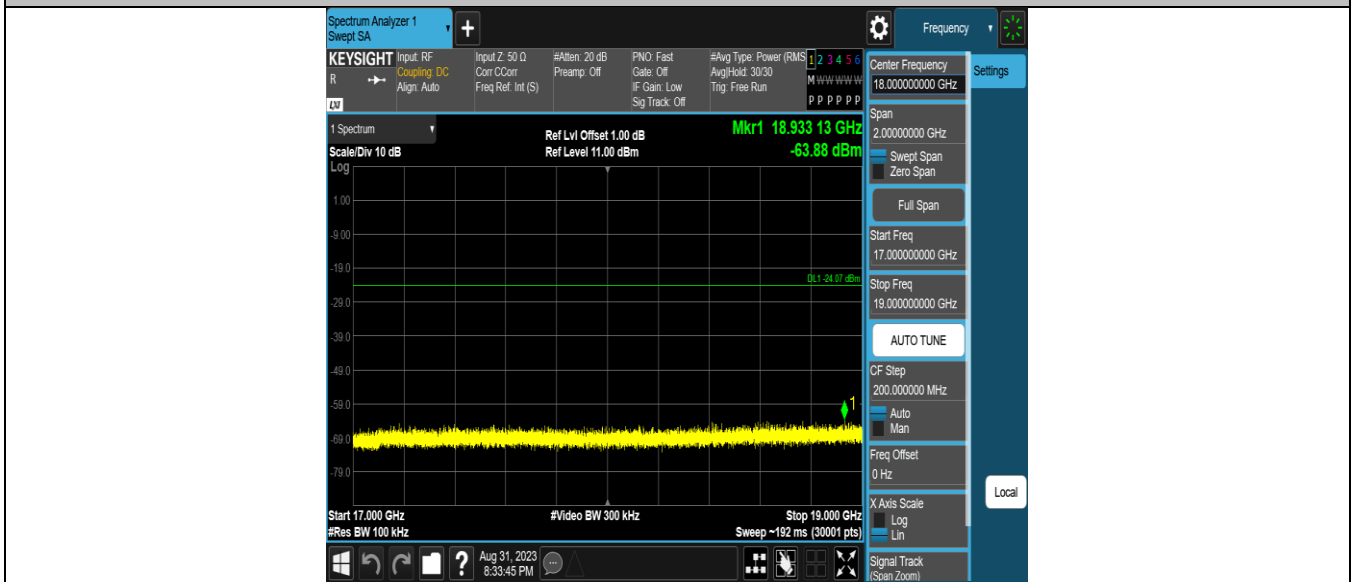 Spectrum Analyzer 1
Swept SA
+
Frequency
KEYSIGHT
R
LXI
Input: RF
Coupling: DC
Align: Auto
Input Z: 50 Ω
Corr CCorr
Freq Ref: Int (S)
#Atten: 20 dB
Preamp: Off
PNO: Fast
Gate: Off
IF Gain: Low
Sig Track: Off
#Avg Type: Power (RMS
Avg|Hold: 30/30
Trig: Free Run
1 2 3 4 5 6
M W W W W W
P P P P P P
1 Spectrum
Scale/Div 10 dB
Log
Ref Lvl Offset 1.00 dB
Ref Level 11.00 dBm
Mkr1 18.933 13 GHz
-63.88 dBm
1.00
-9.00
-19.0
DL1 -24.07 dBm
-29.0
-39.0
-49.0
-59.0
1
-69.0
-79.0
Start 17.000 GHz
#Res BW 100 kHz
#Video BW 300 kHz
Stop 19.000 GHz
Sweep ~192 ms (30001 pts)
?
Aug 31, 2023
8:33:45 PM
Center Frequency
18.000000000 GHz
Settings
Span
2.00000000 GHz
Swept Span
Zero Span
Full Span
Start Freq
17.000000000 GHz
Stop Freq
19.000000000 GHz
AUTO TUNE
CF Step
200.000000 MHz
Auto
Man
Freq Offset
0 Hz
X Axis Scale
Log
Lin
Local
Signal Track
(Span Zoom)